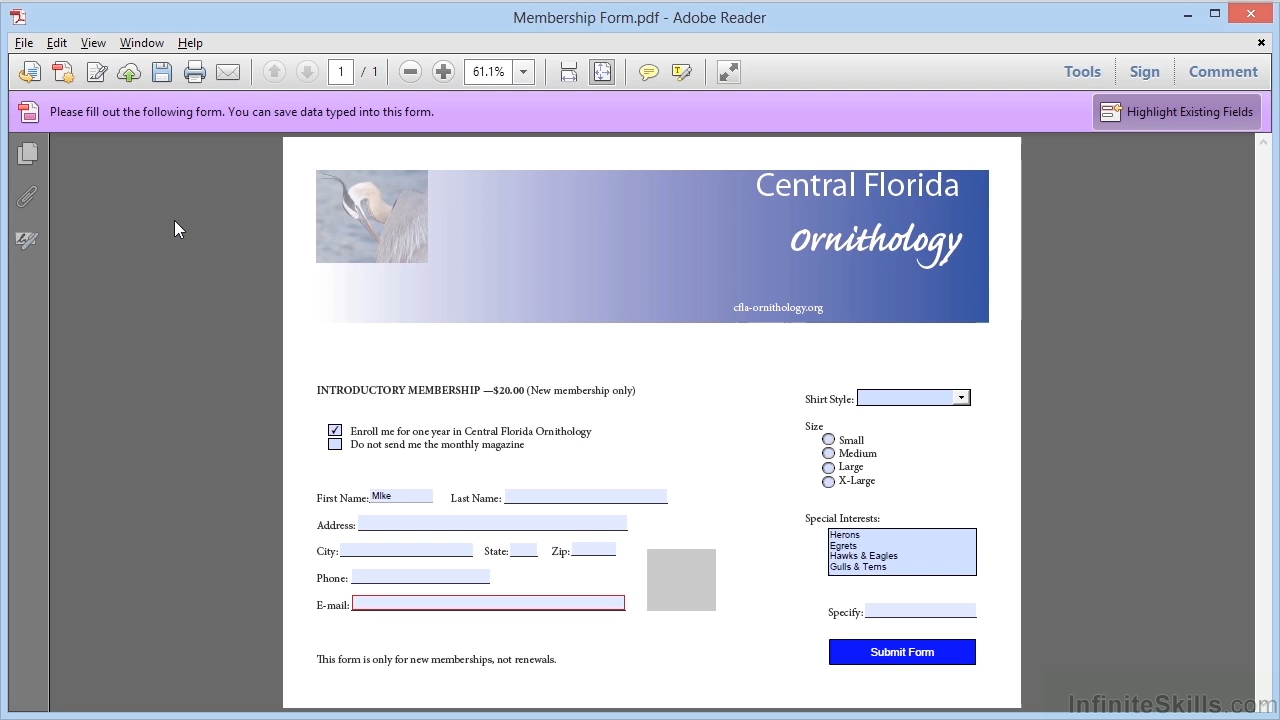 Membership Form.pdf - Adobe Reader
File Edit View Window Help
1 / 1 61.1% Tools Sign Comment
Please fill out the following form. You can save data typed into this form. Highlight Existing Fields
Central Florida
Ornithology
cfla-ornithology.org
INTRODUCTORY MEMBERSHIP —$20.00 (New membership only)
Enroll me for one year in Central Florida Ornithology
Do not send me the monthly magazine
First Name: MIke Last Name:
Address:
City: State: Zip:
Phone:
E-mail:
This form is only for new memberships, not renewals.
Shirt Style:
Size
Small
Medium
Large
X-Large
Special Interests:
Herons
Egrets
Hawks & Eagles
Gulls & Terns
Specify:
Submit Form
InfiniteSkills.com